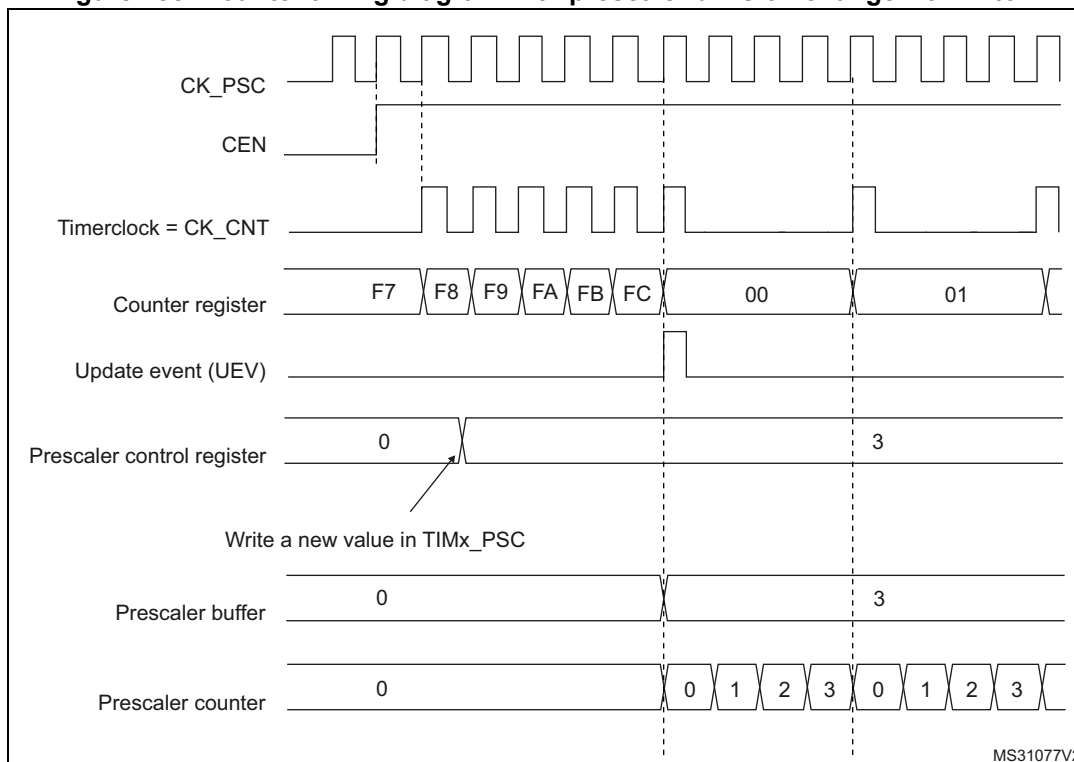 CK_PSC
CEN
Timerclock = CK_CNT
Counter register
F7 F8 F9 FA FB FC 00 01
Update event (UEV)
Prescaler control register
0 3
Write a new value in TIMx_PSC
Prescaler buffer
0 3
Prescaler counter
0 0 1 2 3 0 1 2 3
MS31077V2